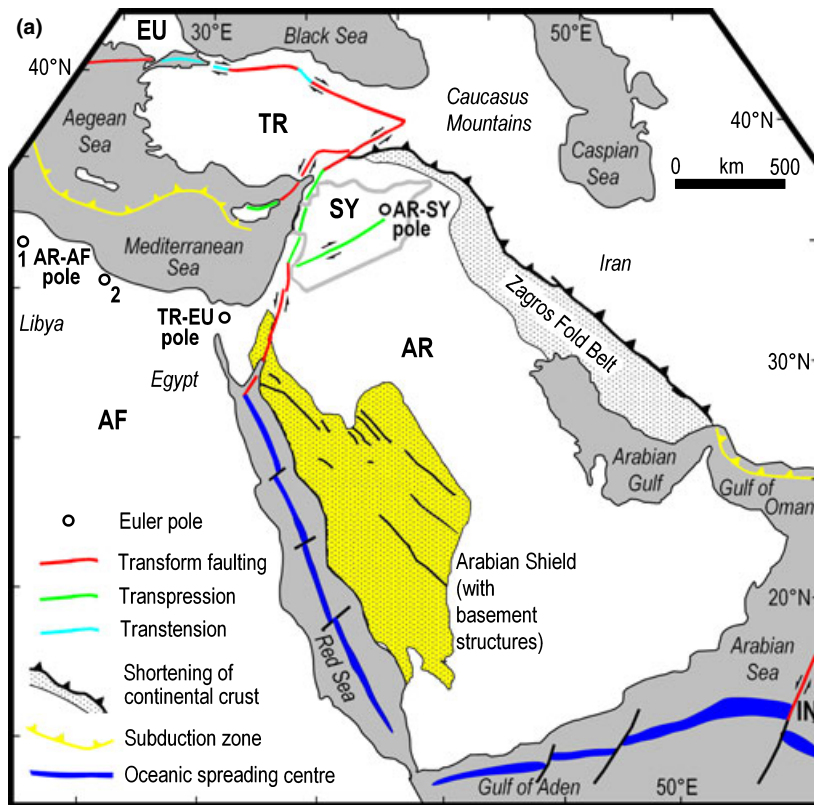 (a)
EU
30°E
Black Sea
50°E
40°N
Caucasus
Mountains
40°N
Aegean
Sea
TR
Caspian
Sea
0 km 500
SY
AR-SY
pole
Mediterranean
Sea
1 AR-AF
pole
2
Iran
Libya
TR-EU
pole
Zagros Fold Belt
AR
30°N
Egypt
AF
Arabian
Gulf
Gulf of
Oman
Euler pole
Transform faulting
Transpression
Transtension
Arabian Shield
(with
basement
structures)
20°N
Red Sea
Arabian
Sea
Shortening of
continental crust
IN
Subduction zone
Oceanic spreading centre
Gulf of Aden
50°E